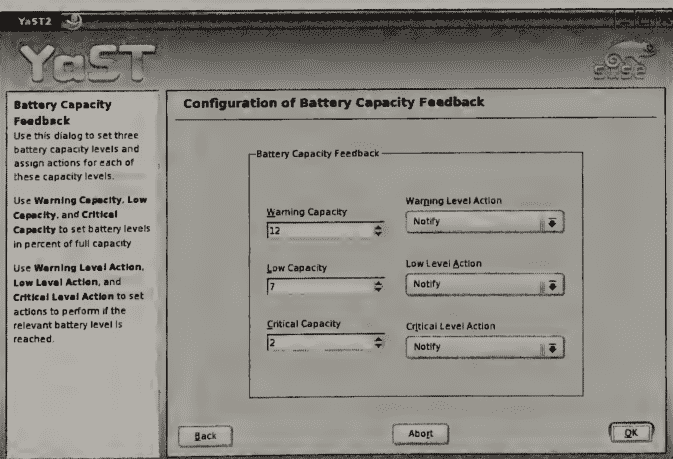 YaST2
YaST
SuSE
Battery Capacity
Feedback
Use this dialog to set three
battery capacity levels and
assign actions for each of
these capacity levels.
Use Warning Capacity, Low
Capacity, and Critical
Capacity to set battery levels
in percent of full capacity
Use Warning Level Action,
Low Level Action, and
Critical Level Action to set
actions to perform if the
relevant battery level is
reached.
Configuration of Battery Capacity Feedback
Battery Capacity Feedback
Warning Capacity
12
Warning Level Action
Notify
Low Capacity
7
Low Level Action
Notify
Critical Capacity
2
Critical Level Action
Notify
Back
Abort
OK